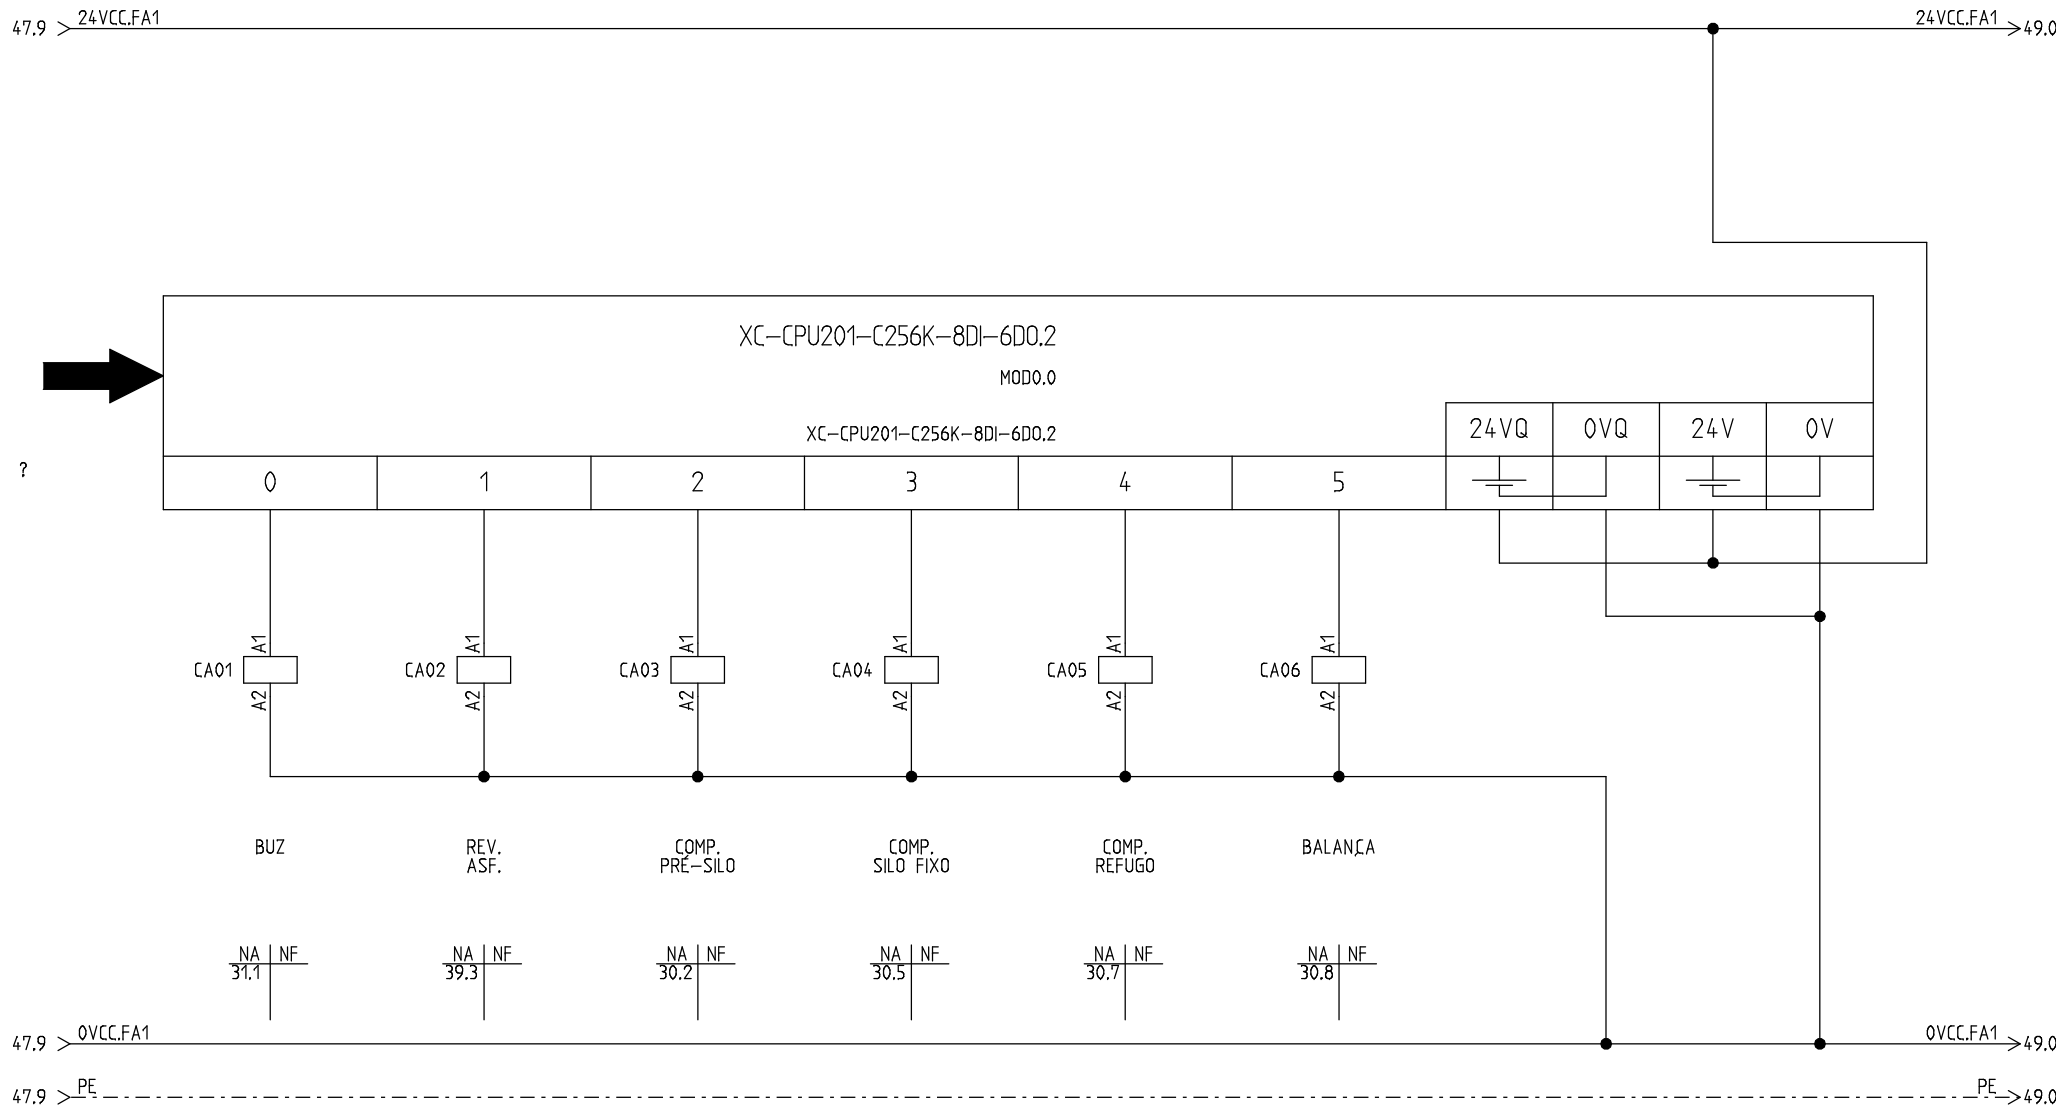 24VCC.FA1 24VCC.FA1
47.9 49.0
XC-CPU201-C256K-8DI-6DO.2
MOD0.0
24VQ 0VQ 24V 0V
XC-CPU201-C256K-8DI-6DO.2
?
0 1 2 3 4 5
A1 A1 A1 A1 A1 A1
CA01 CA02 CA03 CA04 CA05 CA06
A2 A2 A2 A2 A2 A2
BUZ REV. COMP. COMP. COMP. BALANÇA
ASF. PRÉ-SILO SILO FIXO REFUGO
NA NF NA NF NA NF NA NF NA NF NA NF
31.1 39.3 30.2 30.5 30.7 30.8
0VCC.FA1 0VCC.FA1
47.9 49.0
PE PE
47.9 49.0